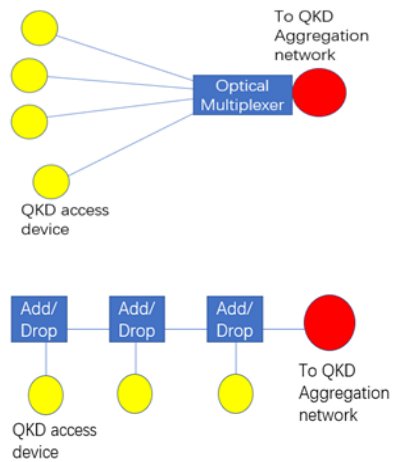 To QKD
Aggregation
network
Optical
Multiplexer
QKD access
device
Add/
Drop
Add/
Drop
Add/
Drop
To QKD
Aggregation
network
QKD access
device